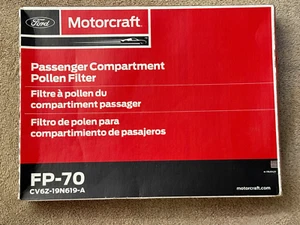 Ford
Motorcraft
Passenger Compartment
Pollen Filter
Filtre à pollen du
compartiment passager
Filtro de polen para
compartimiento de pasajeros
FP-70
CV6Z-19N619-A
motorcraft.com